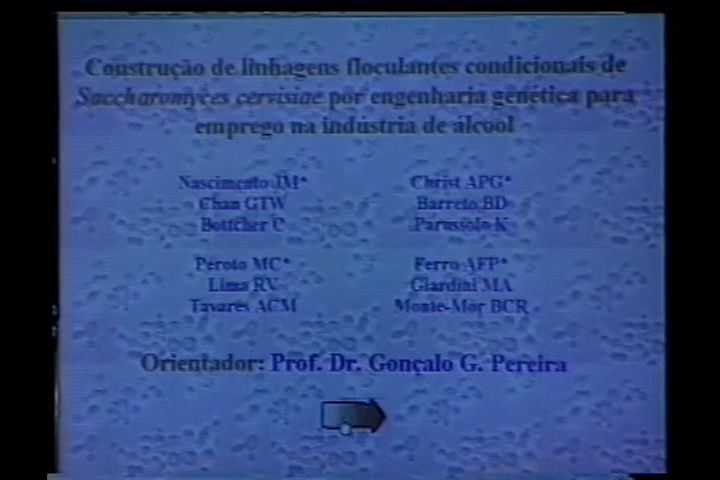 Construção de linhagens floculantes condicionais de
Saccharomyces cervisiae por engenharia genética para
emprego na indústria de álcool
Nascimento JM*
Chan GTW
Bottcher C
Christ APG*
Barreto BD
Parussolo K
Peroto MC*
Lima RV
Tavares ACM
Ferro AFP*
Giardini MA
Monte-Mór BCR
Orientador: Prof. Dr. Gonçalo G. Pereira